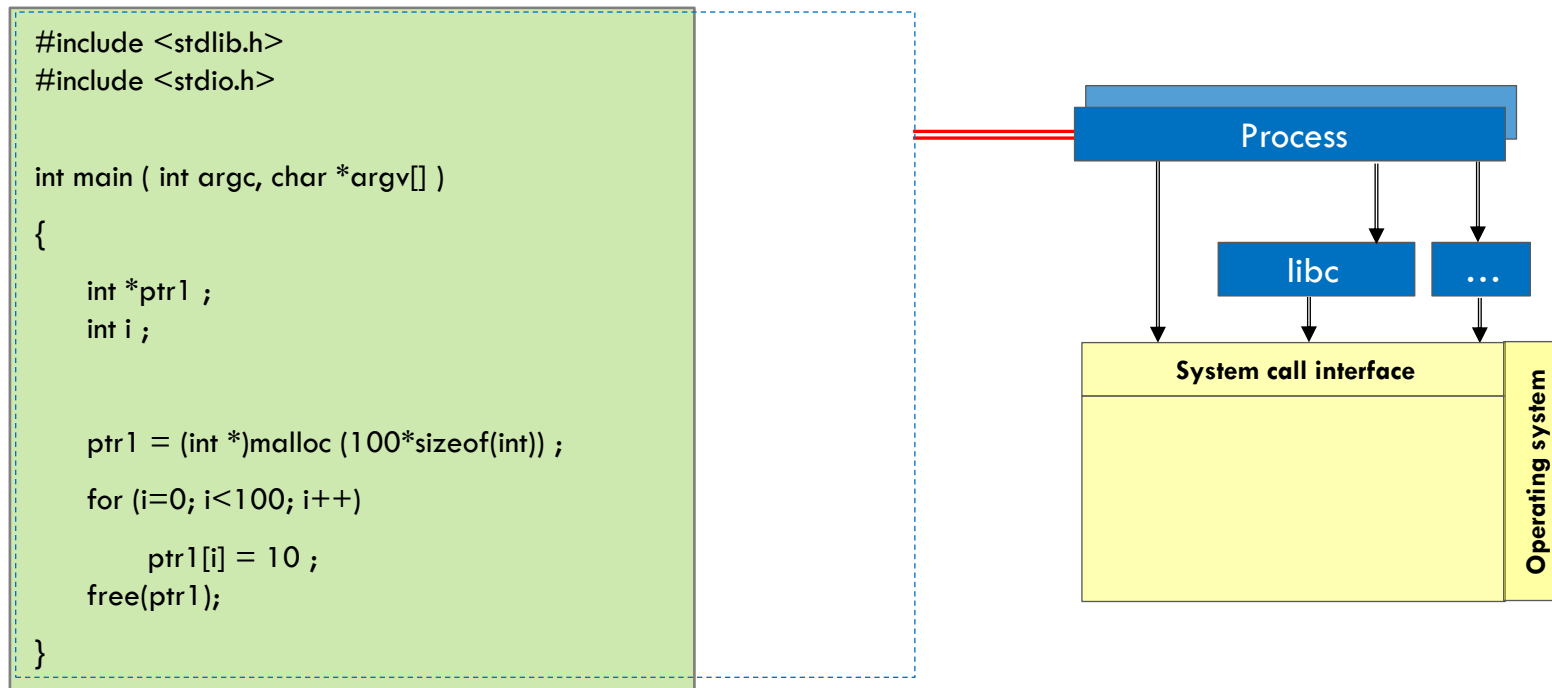 #include <stdlib.h>
#include <stdio.h>
int main ( int argc, char *argv[] )
{
int *ptr1 ;
int i ;
ptr1 = (int *)malloc (100*sizeof(int)) ;
for (i=0; i<100; i++)
ptr1[i] = 10 ;
free(ptr1);
}
Process
libc
…
System call interface
Operating system